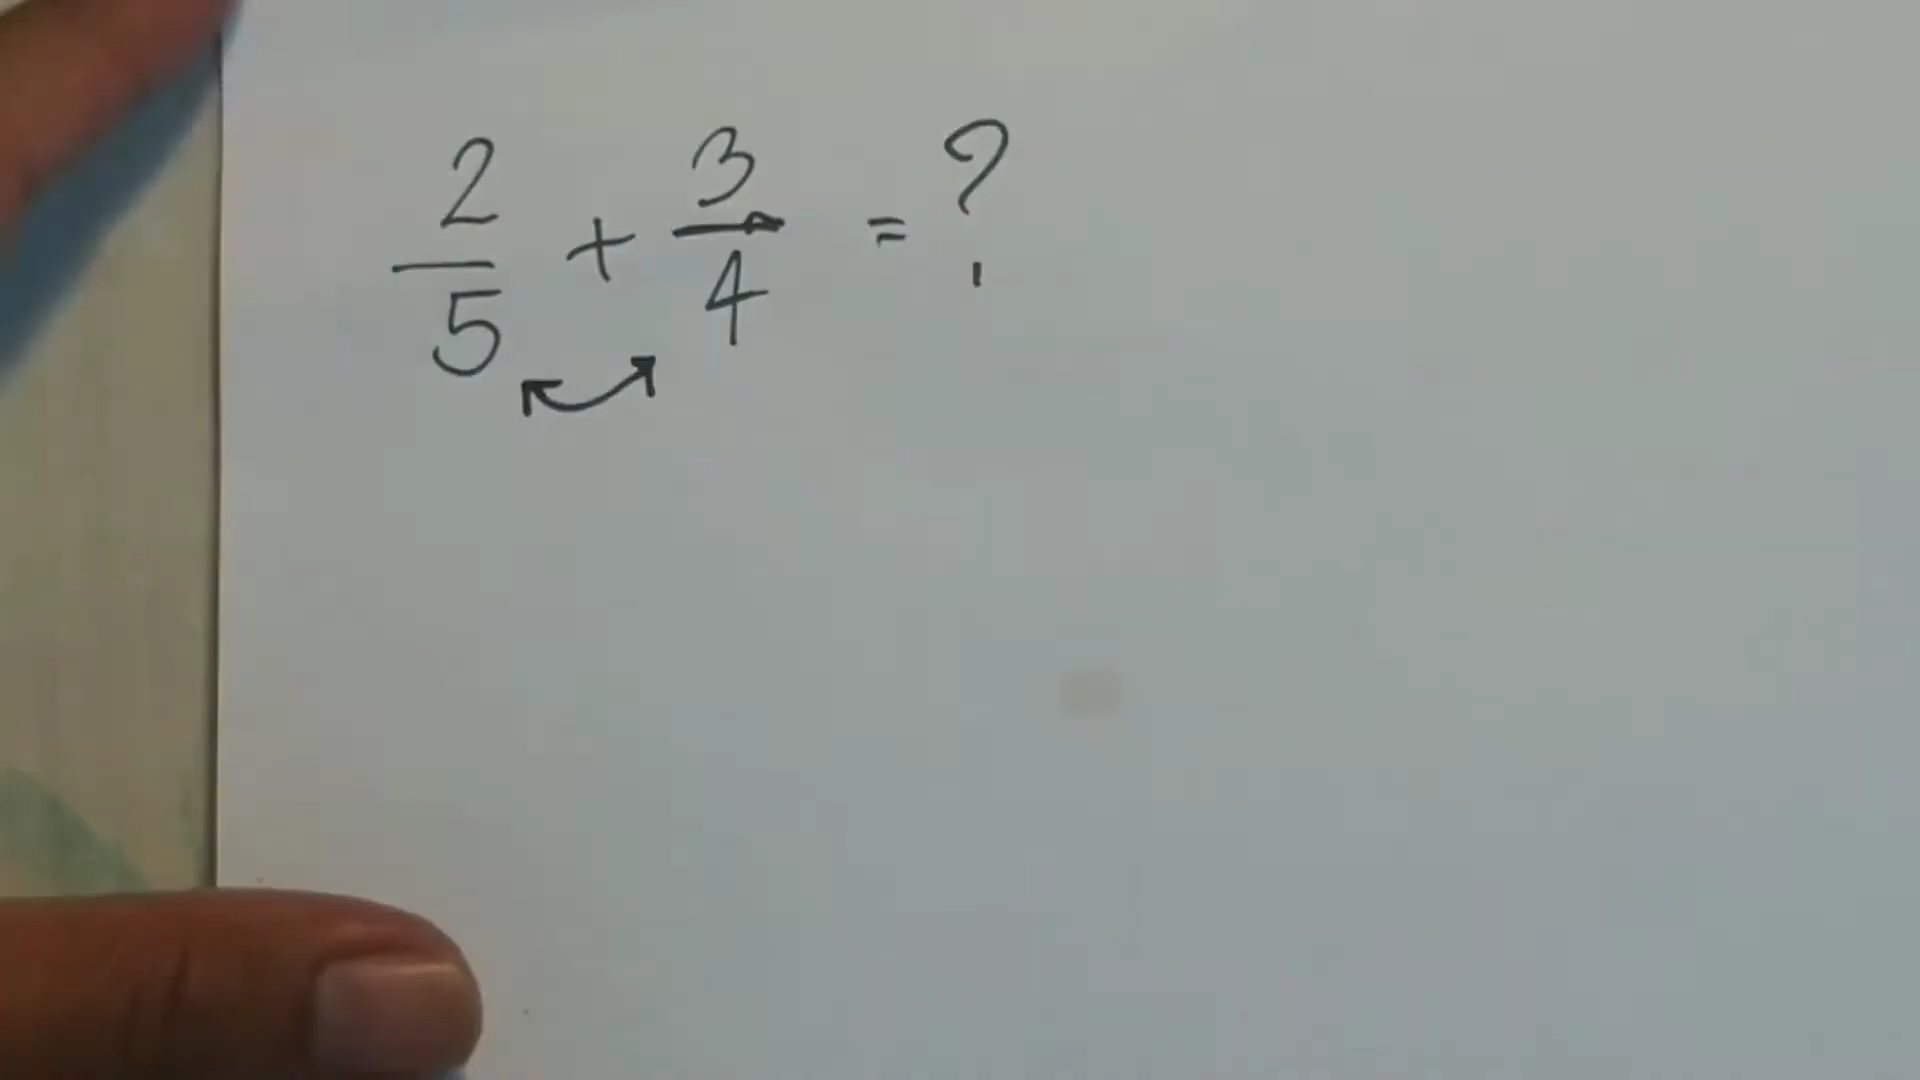 2/5 + 3/4 = ?